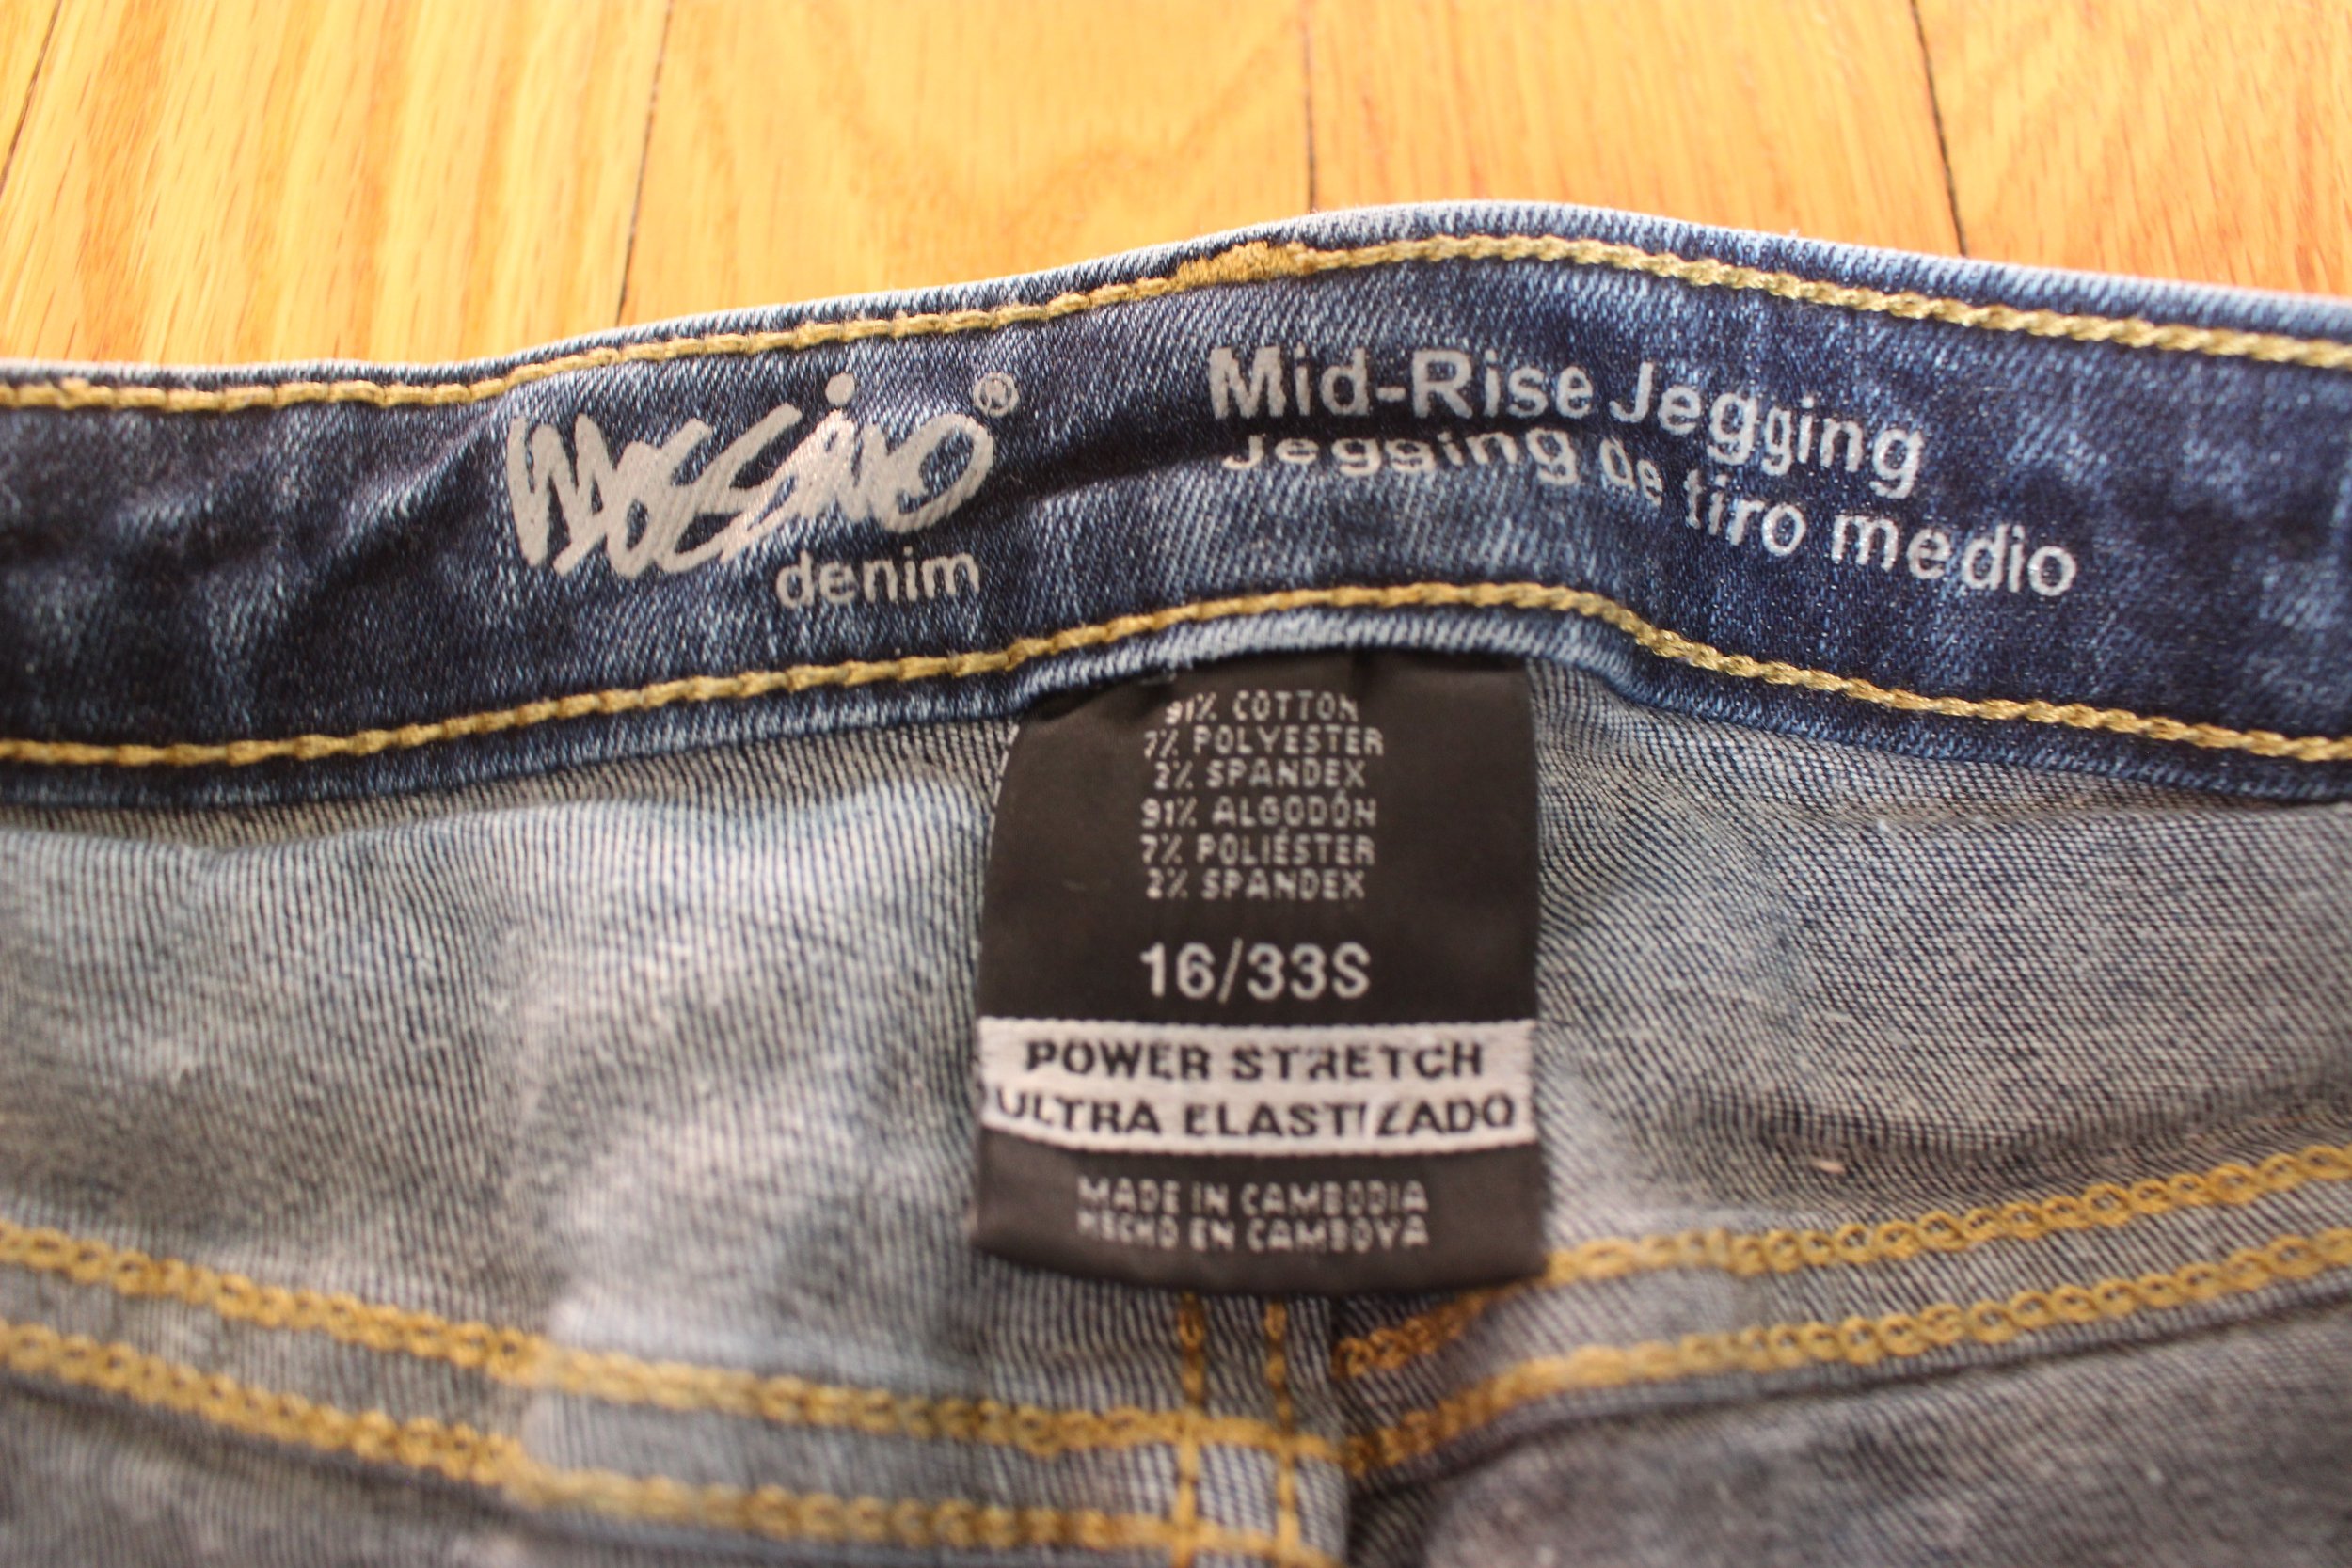 mossimo®
denim
Mid-Rise Jegging
Jegging de tiro medio
91% COTTON
7% POLYESTER
2% SPANDEX
91% ALGODÓN
7% POLIÉSTER
2% SPANDEX
16/33S
POWER STRETCH
ULTRA ELASTIZADO
MADE IN CAMBODIA
HECHO EN CAMBOYA